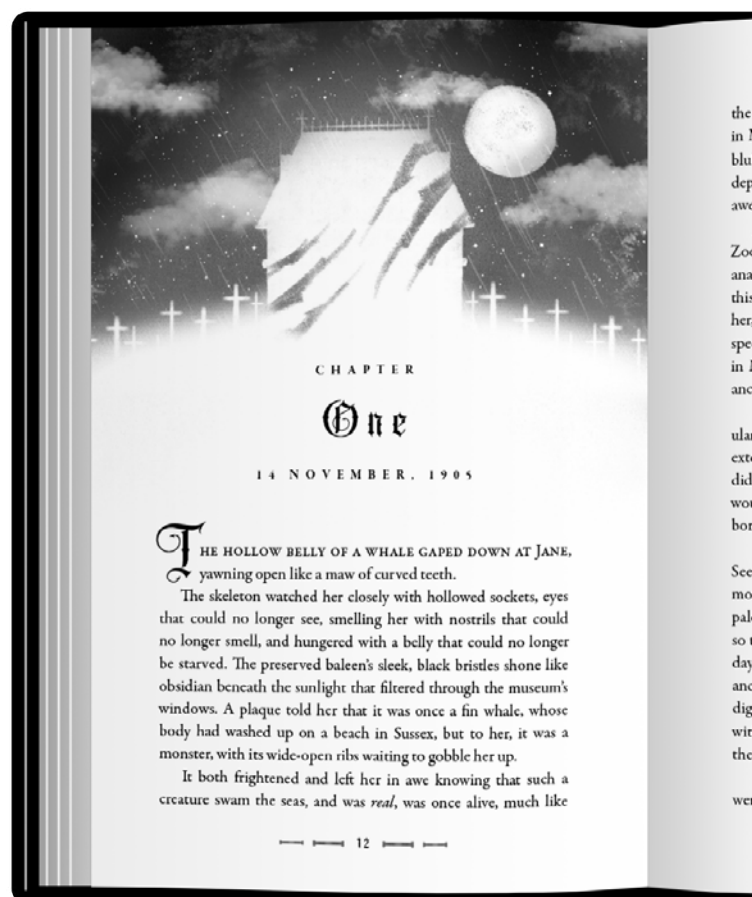 CHAPTER
One
14 NOVEMBER, 1905
THE HOLLOW BELLY OF A WHALE GAPED DOWN AT JANE,
yawning open like a maw of curved teeth.
The skeleton watched her closely with hollowed sockets, eyes
that could no longer see, smelling her with nostrils that could
no longer smell, and hungered with a belly that could no longer
be starved. The preserved baleen's sleek, black bristles shone like
obsidian beneath the sunlight that filtered through the museum's
windows. A plaque told her that it was once a fin whale, whose
body had washed up on a beach in Sussex, but to her, it was a
monster, with its wide-open ribs waiting to gobble her up.
It both frightened and left her in awe knowing that such a
creature swam the seas, and was real, was once alive, much like
12
the
in
blu
dep
awe
Zoo
ana
this
her,
spe
in
anc
ular
exte
did
wou
bor
See
mo
pale
so
day
and
dig
wit
the
wer